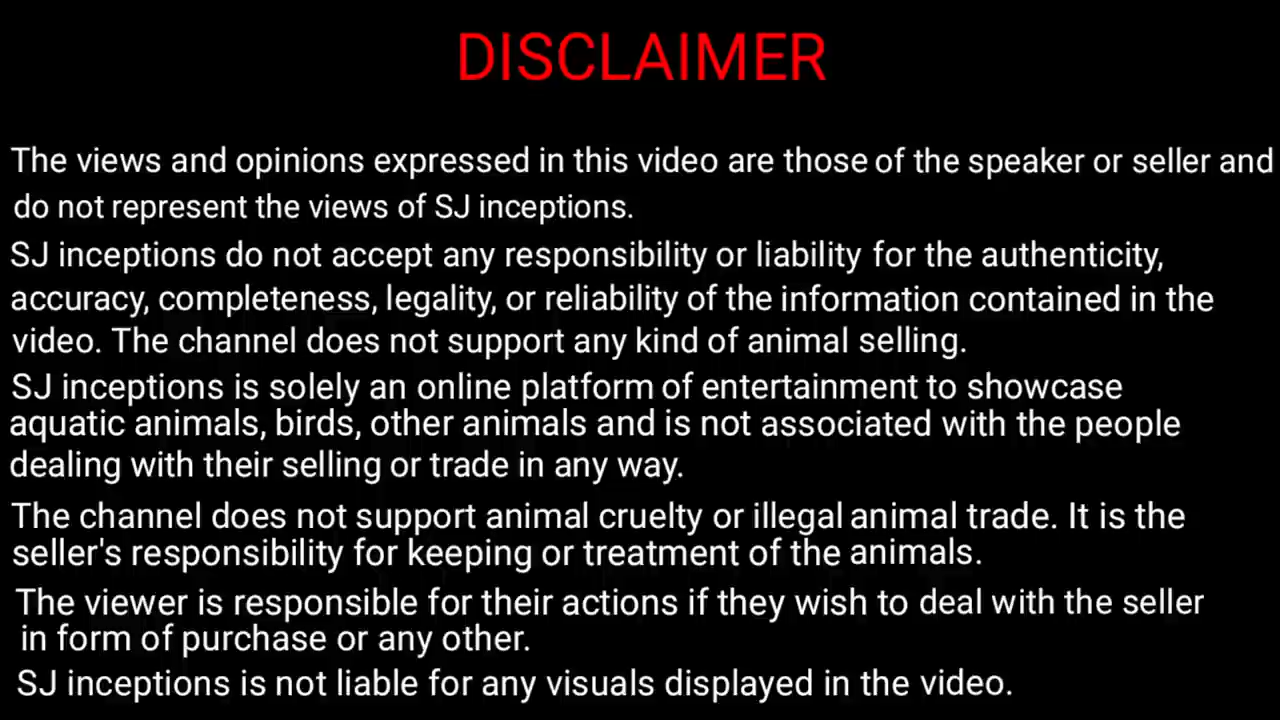 DISCLAIMER
The views and opinions expressed in this video are those of the speaker or seller and
do not represent the views of SJ inceptions.
SJ inceptions do not accept any responsibility or liability for the authenticity,
accuracy, completeness, legality, or reliability of the information contained in the
video. The channel does not support any kind of animal selling.
SJ inceptions is solely an online platform of entertainment to showcase
aquatic animals, birds, other animals and is not associated with the people
dealing with their selling or trade in any way.
The channel does not support animal cruelty or illegal animal trade. It is the
seller's responsibility for keeping or treatment of the animals.
The viewer is responsible for their actions if they wish to deal with the seller
in form of purchase or any other.
SJ inceptions is not liable for any visuals displayed in the video.